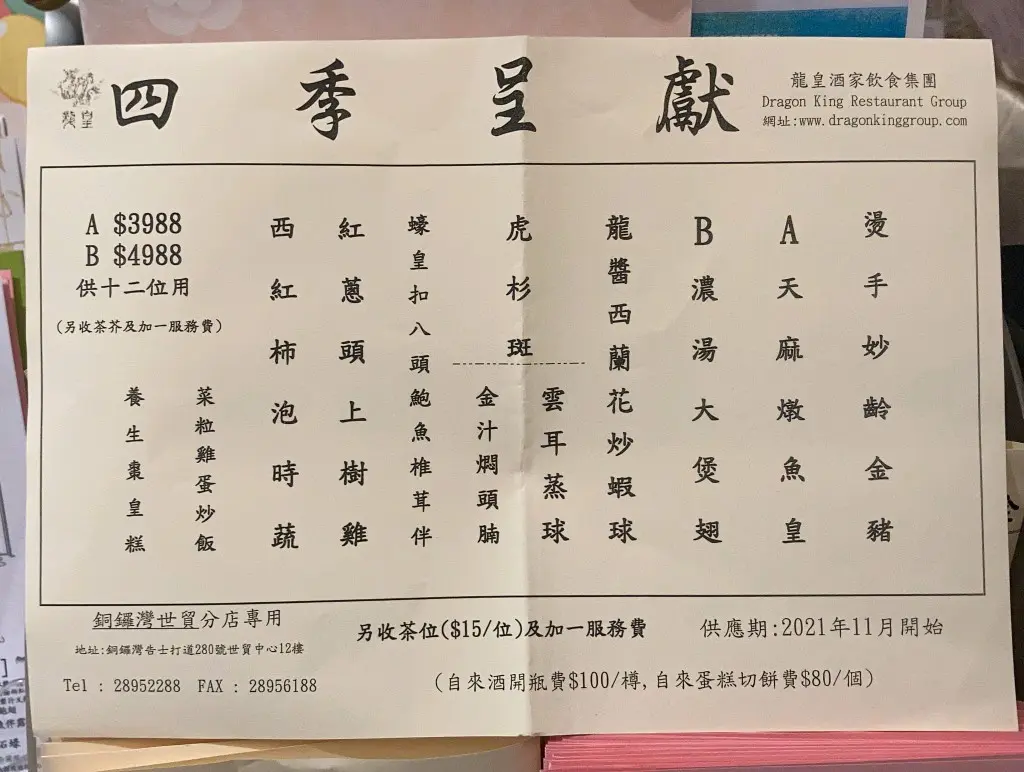 四季呈獻
龍皇
龍皇酒家飲食集團
Dragon King Restaurant Group
網址:www.dragonkinggroup.com
燙手妙齡金豬
A天麻燉魚皇
B濃湯大煲翅
龍醬西蘭花炒蝦球
虎杉斑
雲耳蒸球
金汁燜頭腩
蠔皇扣八頭鮑魚椎茸伴
紅蔥頭上樹雞
西紅柿泡時蔬
菜粒雞蛋炒飯
養生棗皇糕
A $3988
B $4988
供十二位用
(另收茶芥及加一服務費)
銅鑼灣世貿分店專用
地址:銅鑼灣告士打道280號世貿中心12樓
Tel : 28952288 FAX : 28956188
另收茶位($15/位)及加一服務費
(自來酒開瓶費$100/樽,自來蛋糕切餅費$80/個)
供應期:2021年11月開始